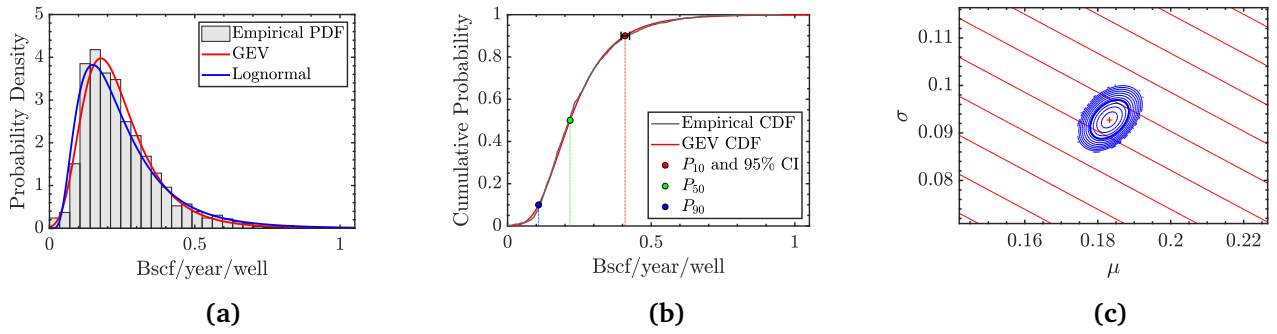 5
4
3
2
1
0
Probability Density
Empirical PDF
GEV
Lognormal
0
0.5
1
Bscf/year/well
(a)
1
0.8
0.6
0.4
0.2
0
Cumulative Probability
Empirical CDF
GEV CDF
P₁₀ and 95% CI
P₅₀
P₉₀
0
0.5
1
Bscf/year/well
(b)
0.11
0.1
0.09
0.08
σ
0.16
0.18
0.2
0.22
μ
(c)